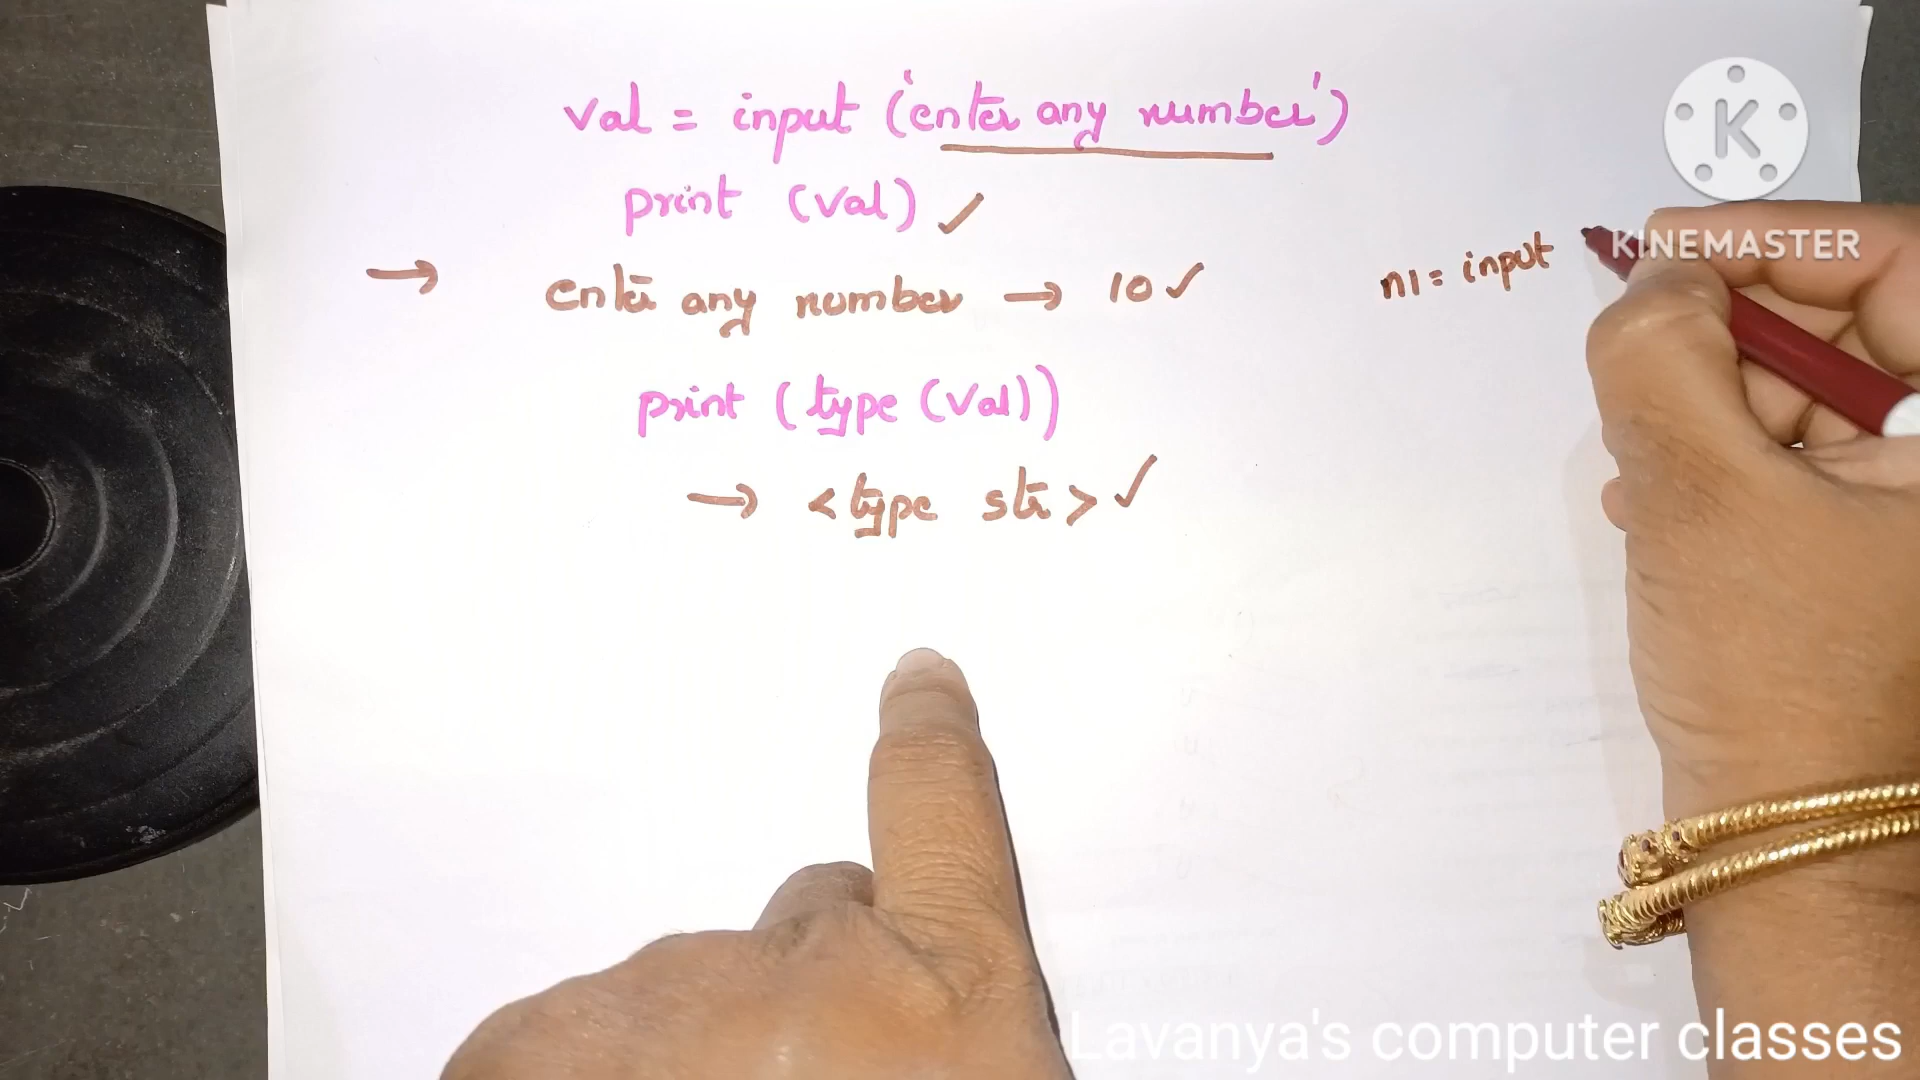 val = input ('enter any number')
print (val) ✓
→ enter any number → 10 ✓
print (type (val))
→ <type str> ✓
n1 = input
K
KINEMASTER
Lavanya's computer classes